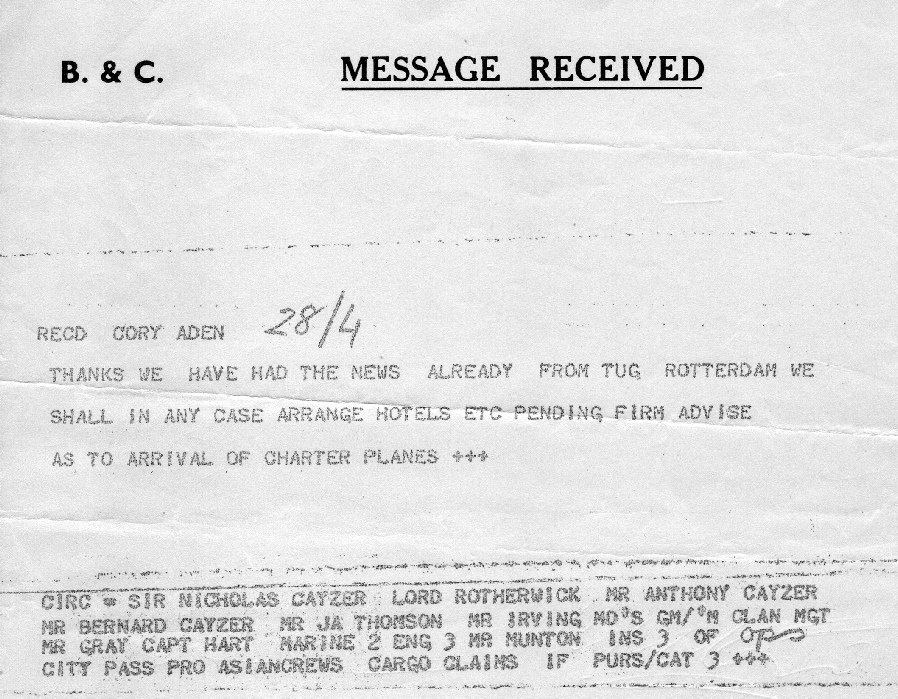 B. & C. MESSAGE RECEIVED
28/4
RECD CORY ADEN
THANKS WE HAVE HAD THE NEWS ALREADY FROM TUG ROTTERDAM WE
SHALL IN ANY CASE ARRANGE HOTELS ETC PENDING FIRM ADVISE
AS TO ARRIVAL OF CHARTER PLANES +++
CIRC = SIR NICHOLAS CAYZER LORD ROTHERWICK MR ANTHONY CAYZER
MR BERNARD CAYZER MR JA THOMSON MR IRVING MD'S GM/'M CLAN MGT
MR GRAY CAPT HART MARINE 2 ENG 3 MR MUNTON INS 3 OF OP
CITY PASS PRO ASIANCREWS CARGO CLAIMS IF PURS/CAT 3 +++